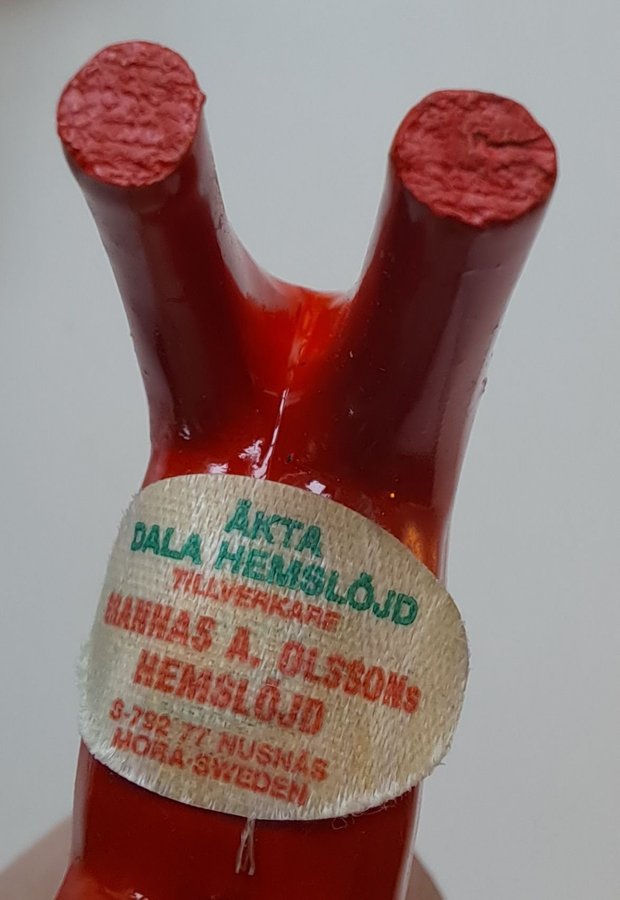 ÄKTA
DALA HEMSLÖJD
TILLVERKARE
HANNAS A. OLSSONS
HEMSLÖJD
S-792 77 NUSNÄS
MORA-SWEDEN